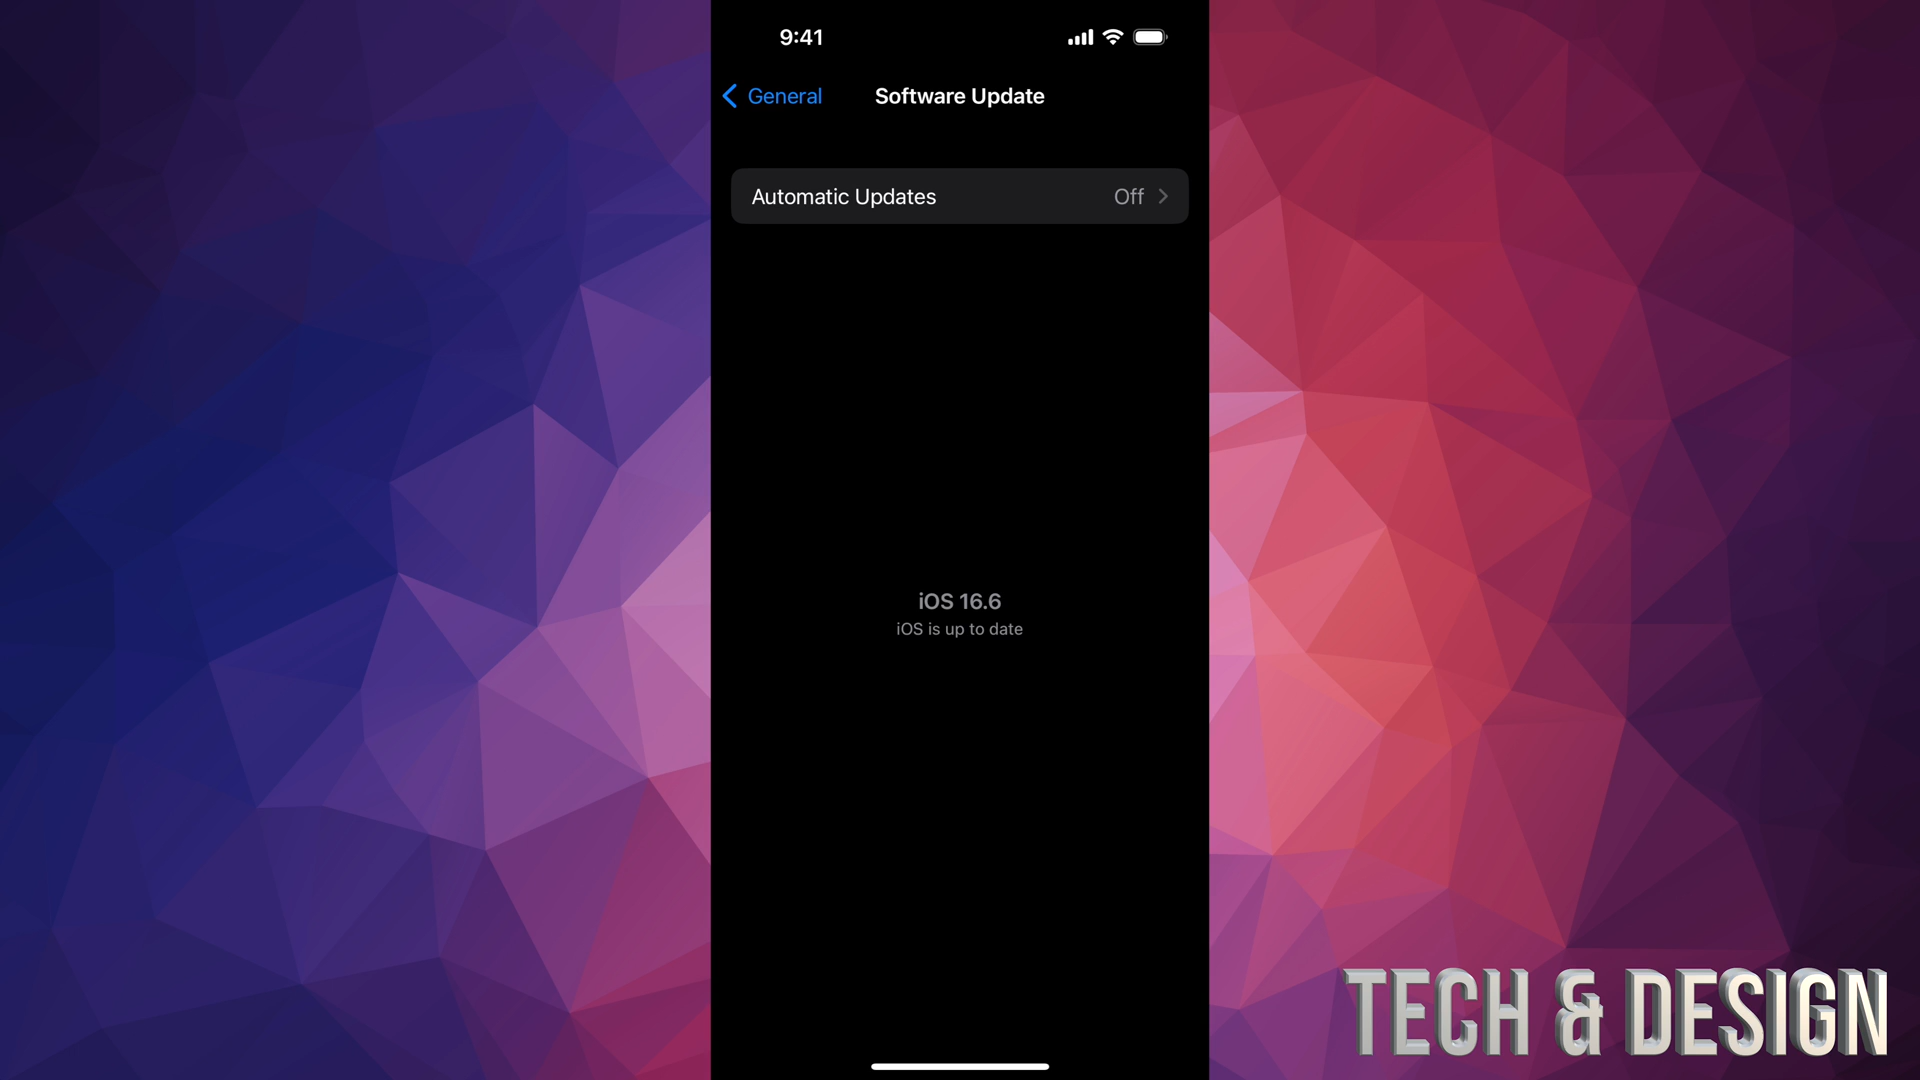 9:41
General
Software Update
Automatic Updates Off
iOS 16.6
iOS is up to date
TECH & DESIGN